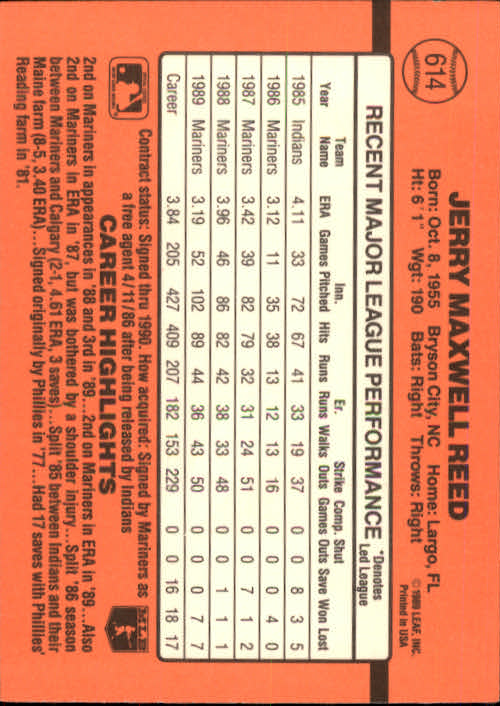 614
JERRY MAXWELL REED
Born: Oct. 8, 1955 Bryson City, NC Home: Largo, FL
Ht: 6' 1" Wgt: 190 Bats: Right Throws: Right
© 1989 LEAF, INC.
Printed in USA
RECENT MAJOR LEAGUE PERFORMANCE *Denotes Led League
Team Inn. Er. Strike Comp. Shut
Year Name ERA Games Pitched Hits Runs Runs Walks Outs Games Outs Save Won Lost
1985 Indians 4.11 33 72 67 41 33 19 37 0 0 8 3 5
1986 Mariners 3.12 11 35 38 13 12 13 16 0 0 0 4 0
1987 Mariners 3.42 39 82 79 32 31 24 51 0 0 7 1 2
1988 Mariners 3.96 46 86 82 42 38 33 48 0 0 1 1 1
1989 Mariners 3.19 52 102 89 44 36 43 50 0 0 0 7 7
Career 3.84 205 427 409 207 182 153 229 0 0 16 18 17
Contract status: Signed thru 1990. How acquired: Signed by Mariners as
a free agent 4/11/86 after being released by Indians
MLB
CAREER HIGHLIGHTS
2nd on Mariners in appearances in '88 and 3rd in '89...2nd on Mariners in ERA in '89...Also
2nd on Mariners in ERA in '87, but was bothered by a shoulder injury... Split '86 season
between Mariners and Calgary (2-1, 4.61 ERA, 3 saves)...Split '85 between Indians and their
Maine farm (8-5, 3.40 ERA)...Signed originally by Phillies in '77...Had 17 saves with Phillies'
Reading farm in '81.